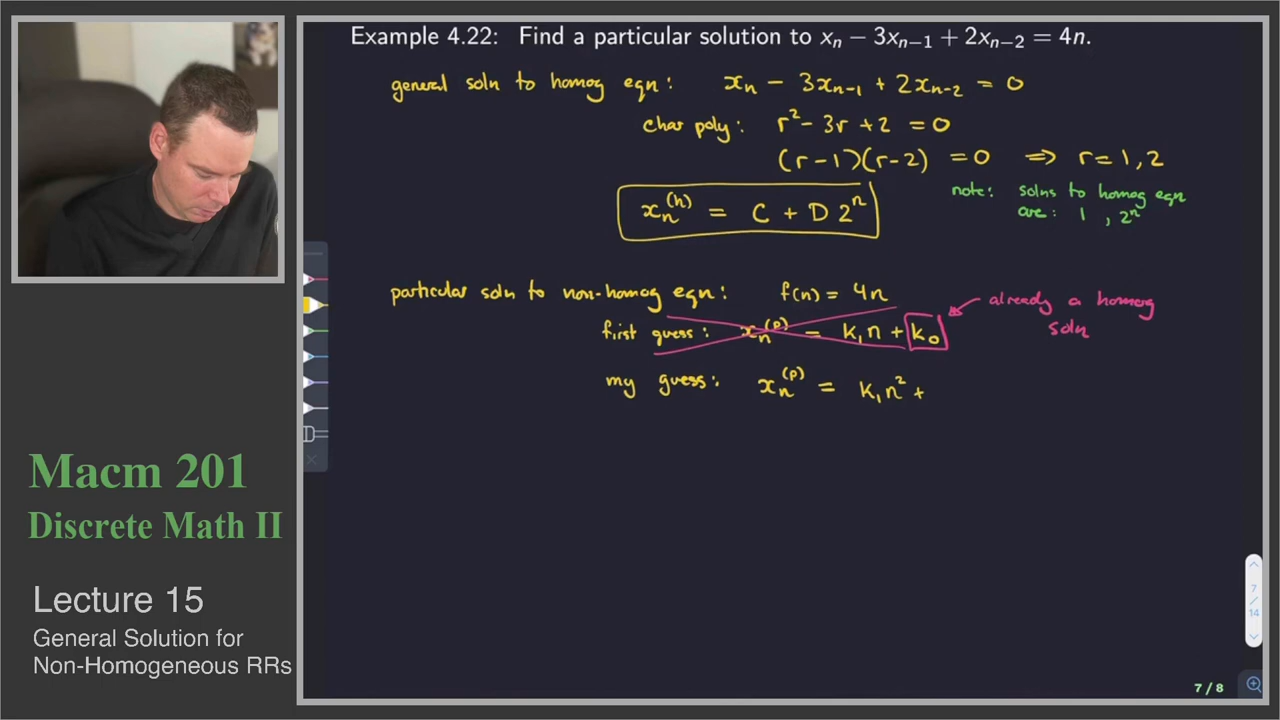 Example 4.22: Find a particular solution to xₙ − 3xₙ₋₁ + 2xₙ₋₂ = 4n.
general soln to homog eqn: xₙ − 3xₙ₋₁ + 2xₙ₋₂ = 0
char poly: r² − 3r + 2 = 0
(r−1)(r−2) = 0 ⇒ r = 1, 2
note: solns to homog eqn
are: 1 , 2ⁿ
xₙ⁽ʰ⁾ = C + D 2ⁿ
particular soln to non-homog eqn: f(n) = 4n
first guess: xₙ⁽ᵖ⁾ = k₁n + k₀
already a homog
soln
my guess: xₙ⁽ᵖ⁾ = k₁n² +
Macm 201
Discrete Math II
Lecture 15
General Solution for
Non-Homogeneous RRs
7
/
14
7 / 8